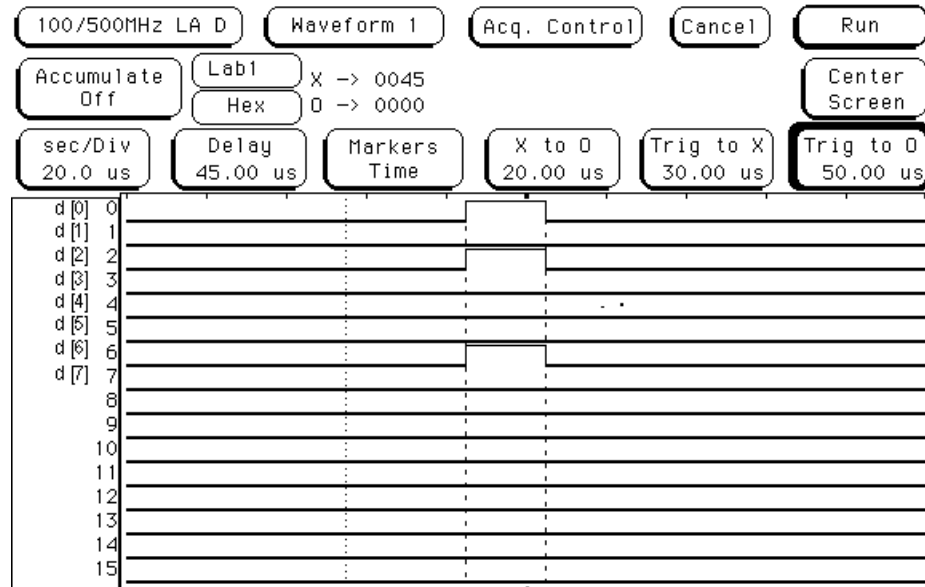 100/500MHz LA D Waveform 1 Acq. Control Cancel Run
Accumulate Off Lab1 X -> 0045 Center Screen
Hex O -> 0000
sec/Div Delay Markers X to O Trig to X Trig to O
20.0 us 45.00 us Time 20.00 us 30.00 us 50.00 us
d [0] 0
d [1] 1
d [2] 2
d [3] 3
d [4] 4
d [5] 5
d [6] 6
d [7] 7
8
9
10
11
12
13
14
15